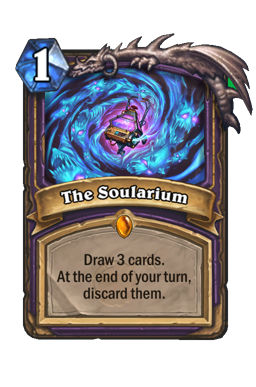 1
The Soularium
Draw 3 cards.
At the end of your turn,
discard them.